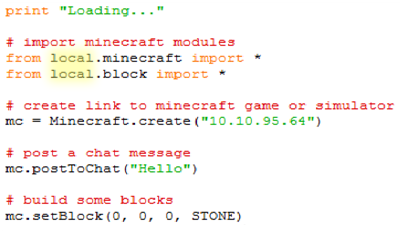 print "Loading..."
# import minecraft modules
from local.minecraft import *
from local.block import *
# create link to minecraft game or simulator
mc = Minecraft.create("10.10.95.64")
# post a chat message
mc.postToChat("Hello")
# build some blocks
mc.setBlock(0, 0, 0, STONE)